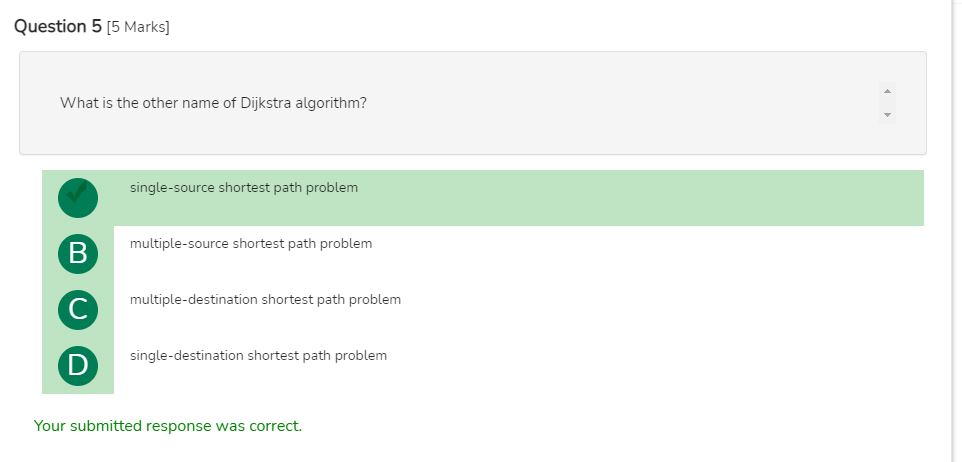 Question 5 [5 Marks]
What is the other name of Dijkstra algorithm?
single-source shortest path problem
B multiple-source shortest path problem
C multiple-destination shortest path problem
D single-destination shortest path problem
Your submitted response was correct.